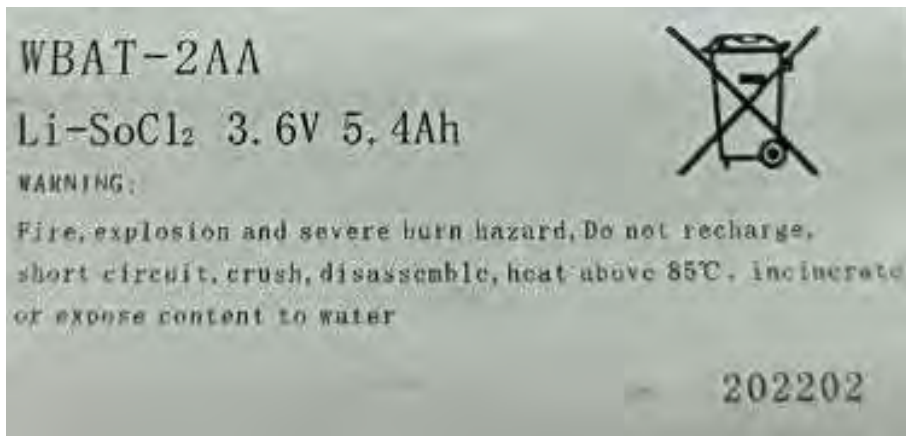 WBAT-2AA
Li-SoCl₂ 3.6V 5.4Ah
WARNING:
Fire, explosion and severe burn hazard, Do not recharge,
short circuit, crush, disassemble, heat above 85℃, incinerate
or expose content to water
202202